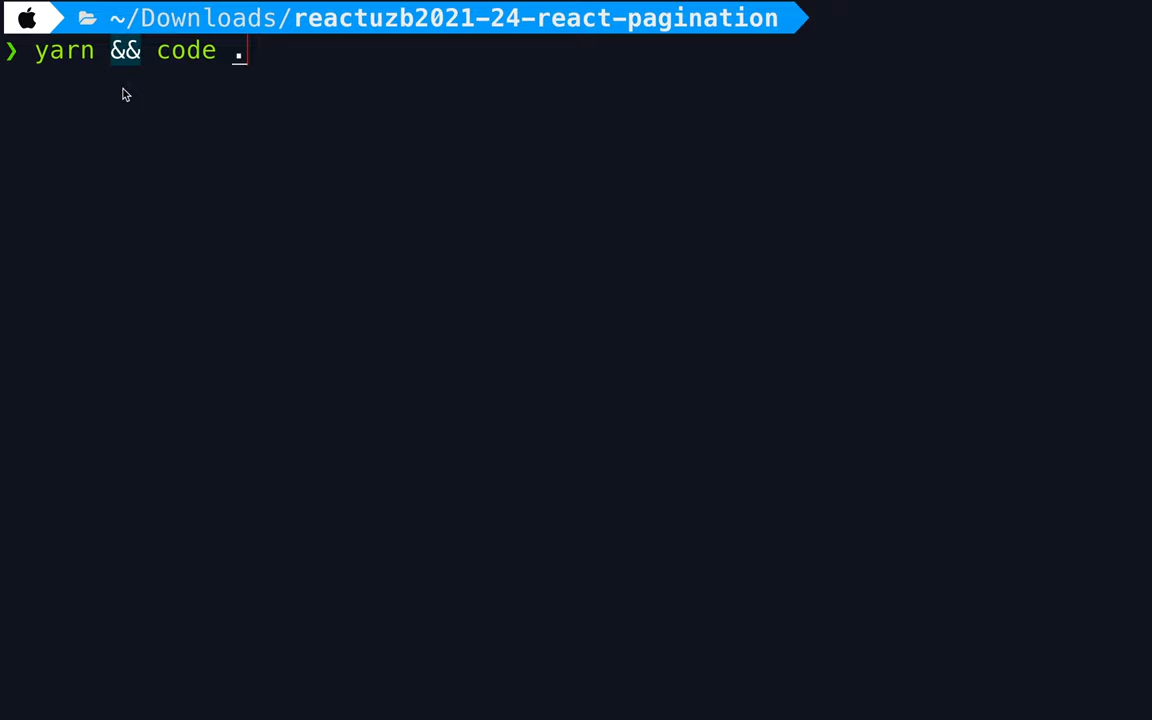 ~/Downloads/reactuzb2021-24-react-pagination
❯ yarn && code .